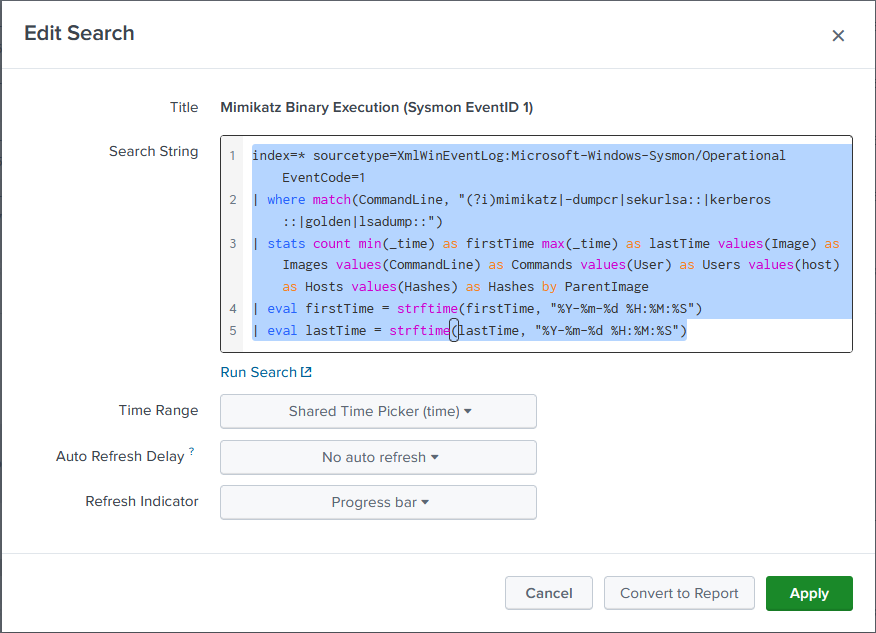 Edit Search
Title Mimikatz Binary Execution (Sysmon EventID 1)
Search String
1 index=* sourcetype=XmlWinEventLog:Microsoft-Windows-Sysmon/Operational
EventCode=1
2 | where match(CommandLine, "(?i)mimikatz|-dumpcr|sekurlsa::|kerberos
::|golden|lsadump::")
3 | stats count min(_time) as firstTime max(_time) as lastTime values(Image) as
Images values(CommandLine) as Commands values(User) as Users values(host)
as Hosts values(Hashes) as Hashes by ParentImage
4 | eval firstTime = strftime(firstTime, "%Y-%m-%d %H:%M:%S")
5 | eval lastTime = strftime(lastTime, "%Y-%m-%d %H:%M:%S")
Run Search
Time Range Shared Time Picker (time)
Auto Refresh Delay ? No auto refresh
Refresh Indicator Progress bar
Cancel Convert to Report Apply